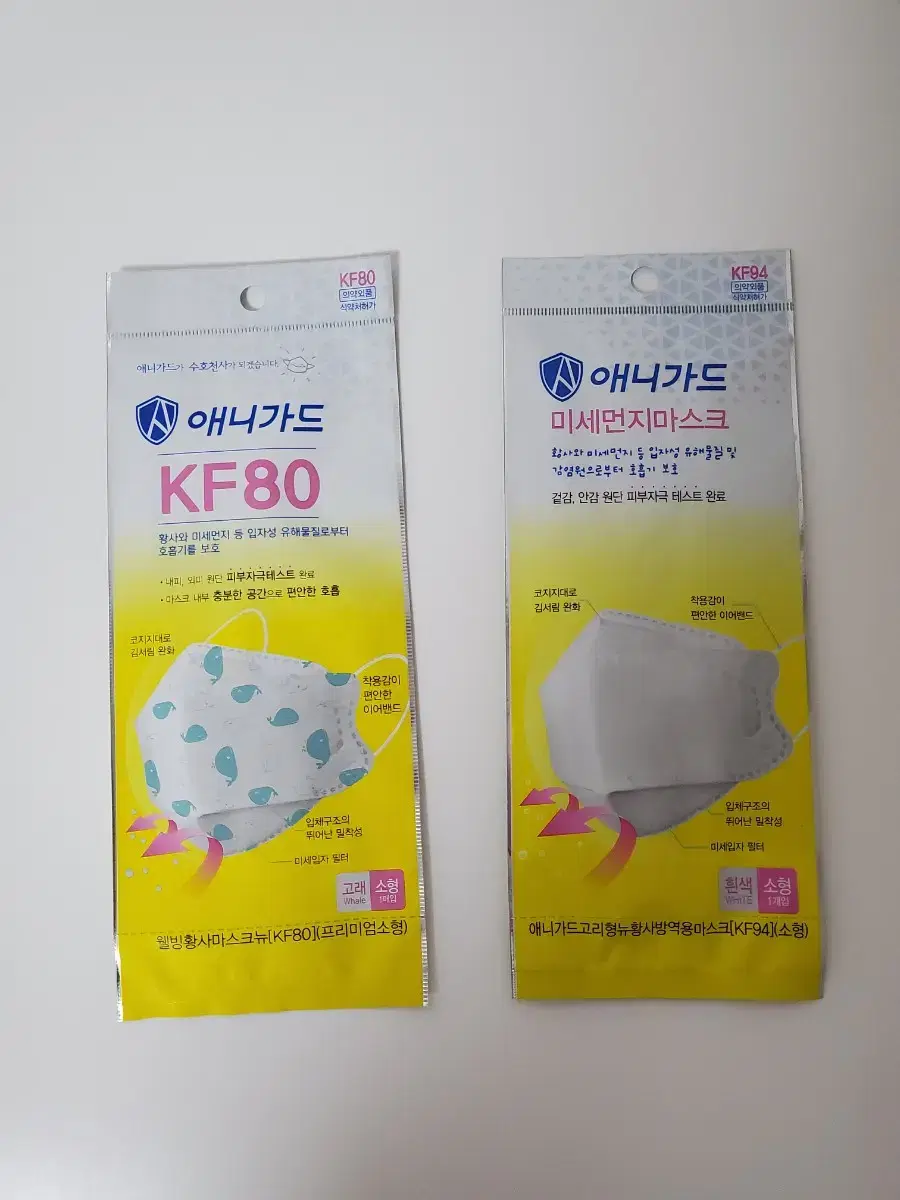 KF80
의약외품
식약처허가
애니가드가 수호천사가 되겠습니다.
애니가드
KF80
황사와 미세먼지 등 입자성 유해물질로부터
호흡기를 보호
• 내피, 외피 원단 피부자극테스트 완료
• 마스크 내부 충분한 공간으로 편안한 호흡
코지지대로
김서림 완화
착용감이
편안한
이어밴드
입체구조의
뛰어난 밀착성
미세입자 필터
고래
Whale
소형
1매입
웰빙황사마스크뉴[KF80](프리미엄소형)
KF94
의약외품
식약처허가
애니가드
미세먼지마스크
황사와 미세먼지 등 입자성 유해물질 및
감염원으로부터 호흡기 보호
겉감, 안감 원단 피부자극 테스트 완료
코지지대로
김서림 완화
착용감이
편안한 이어밴드
입체구조의
뛰어난 밀착성
미세입자 필터
흰색
WHITE
소형
1개입
애니가드고리형뉴황사방역용마스크[KF94](소형)